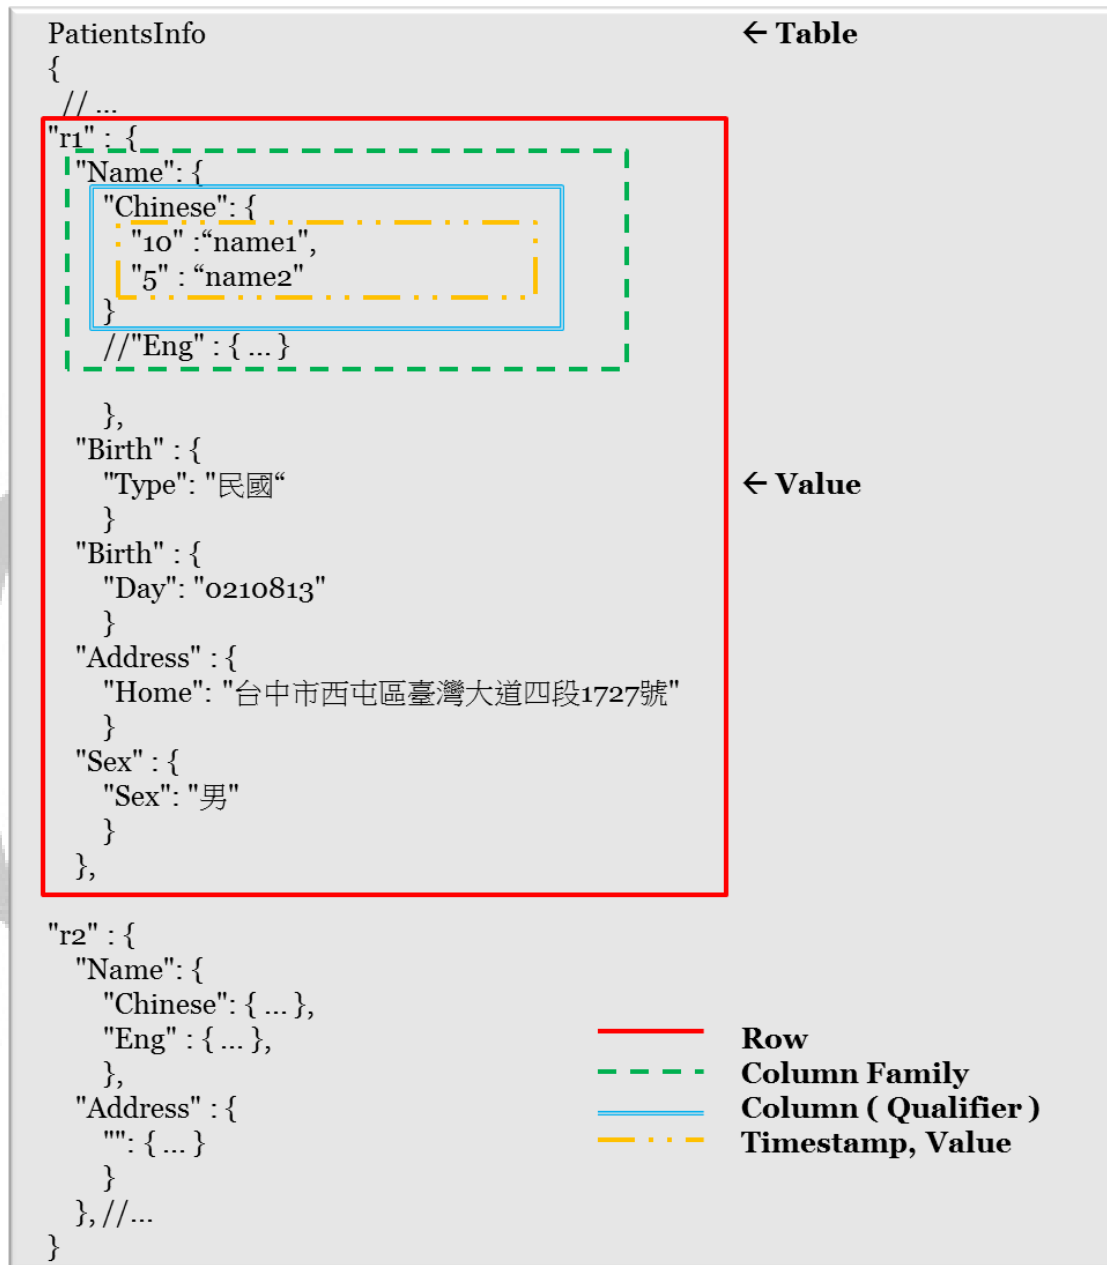 PatientsInfo ← Table
{
// ...
"r1" : {
"Name": {
"Chinese": {
"10" :“name1",
"5" : “name2"
}
//"Eng" : { ... }
},
"Birth" : {
"Type": "民國“ ← Value
}
"Birth" : {
"Day": "0210813"
}
"Address" : {
"Home": "台中市西屯區臺灣大道四段1727號"
}
"Sex" : {
"Sex": "男"
}
},
"r2" : {
"Name": {
"Chinese": { ... },
"Eng" : { ... }, Row
}, Column Family
"Address" : { Column ( Qualifier )
"": { ... } Timestamp, Value
}
}, //...
}